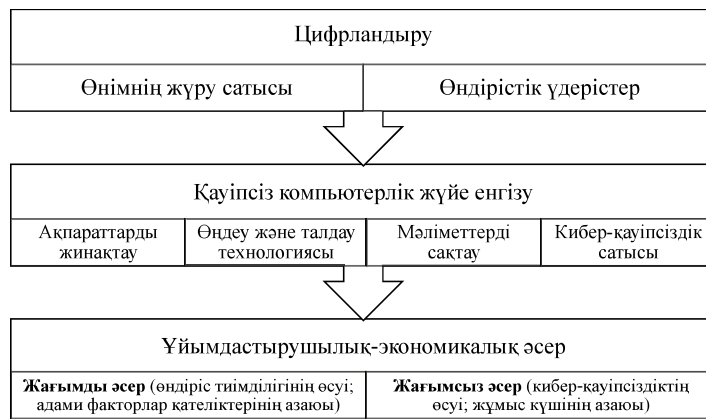 Цифрландыру
Өнімнің жүру сатысы
Өндірістік үдерістер
Қауіпсіз компьютерлік жүйе енгізу
Ақпараттарды
жинақтау
Өңдеу және талдау
технологиясы
Мәліметтерді
сақтау
Кибер-қауіпсіздік
сатысы
Ұйымдастырушылық-экономикалық әсер
Жағымды әсер (өндіріс тиімділігінің өсуі;
адами факторлар қателіктерінің азаюы)
Жағымсыз әсер (кибер-қауіпсіздіктің
өсуі; жұмыс күшінің азаюы)